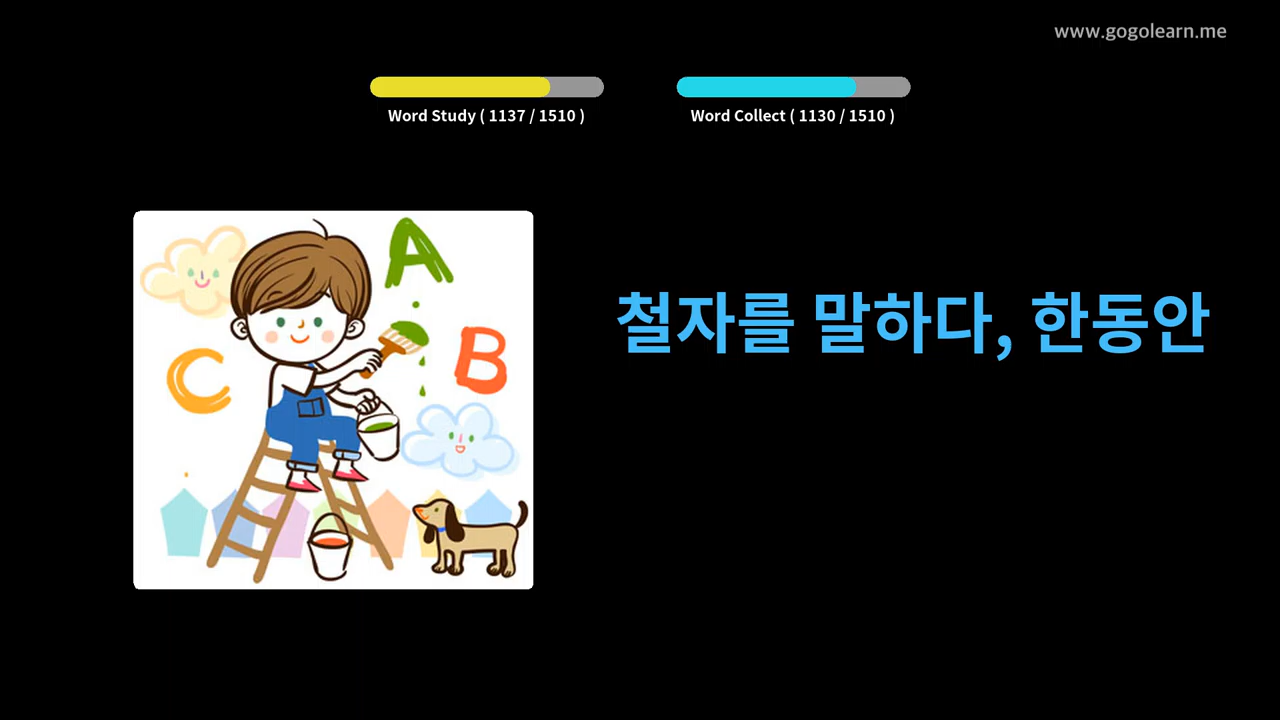 www.gogolearn.me
Word Study ( 1137 / 1510 )
Word Collect ( 1130 / 1510 )
A
B
C
철자를 말하다, 한동안